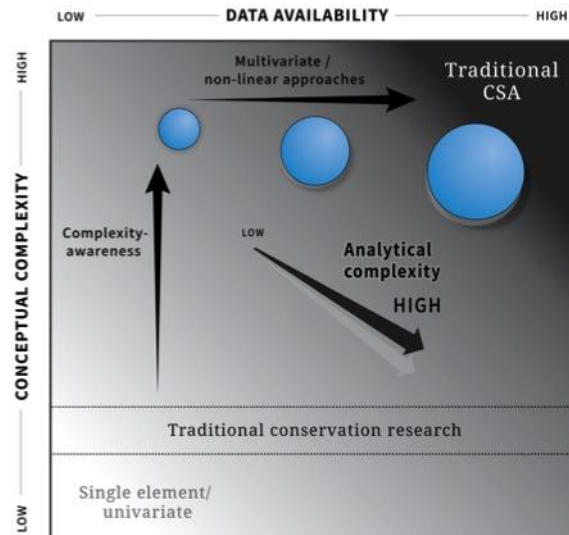 LOW DATA AVAILABILITY HIGH
HIGH
CONCEPTUAL COMPLEXITY
LOW
Multivariate /
non-linear approaches
Traditional
CSA
Complexity-
awareness
LOW
Analytical
complexity
HIGH
Traditional conservation research
Single element/
univariate